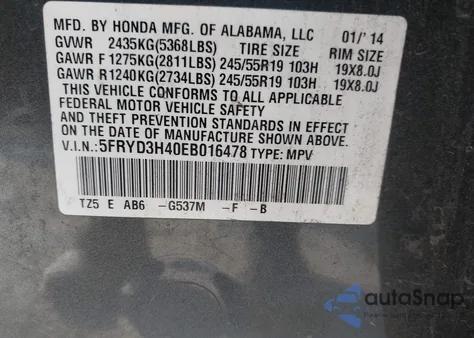 MFD. BY HONDA MFG. OF ALABAMA, LLC 01/'14
GVWR 2435KG(5368LBS) TIRE SIZE RIM SIZE
GAWR F 1275KG(2811LBS) 245/55R19 103H 19X8.0J
GAWR R1240KG(2734LBS) 245/55R19 103H 19X8.0J
THIS VEHICLE CONFORMS TO ALL APPLICABLE
FEDERAL MOTOR VEHICLE SAFETY
AND THEFT PREVENTION STANDARDS IN EFFECT
ON THE DATE OF MANUFACTURE SHOWN ABOVE.
V.I.N.:5FRYD3H40EB016478 TYPE: MPV
TZ5 E AB6 -G537M -F -B
autoSnap